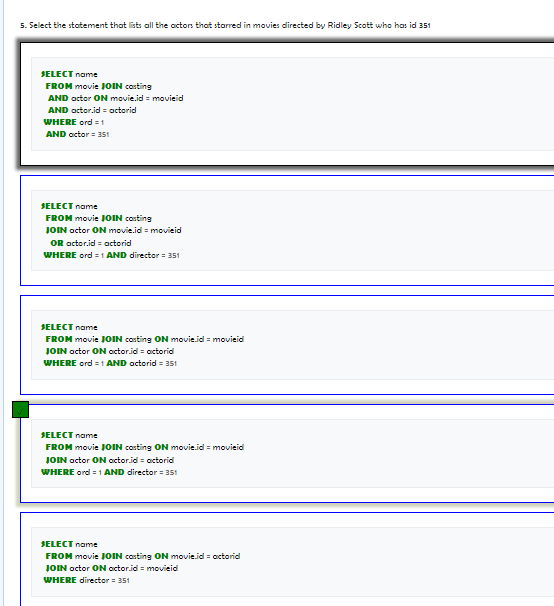 5. Select the statement that lists all the actors that starred in movies directed by Ridley Scott who has id 351
SELECT name
FROM movie JOIN casting
AND actor ON movie.id = movieid
AND actor.id = actorid
WHERE ord = 1
AND actor = 351
SELECT name
FROM movie JOIN casting
JOIN actor ON movie.id = movieid
OR actor.id = actorid
WHERE ord = 1 AND director = 351
SELECT name
FROM movie JOIN casting ON movie.id = movieid
JOIN actor ON actor.id = actorid
WHERE ord = 1 AND actorid = 351
SELECT name
FROM movie JOIN casting ON movie.id = movieid
JOIN actor ON actor.id = actorid
WHERE ord = 1 AND director = 351
SELECT name
FROM movie JOIN casting ON movie.id = actorid
JOIN actor ON actor.id = movieid
WHERE director = 351